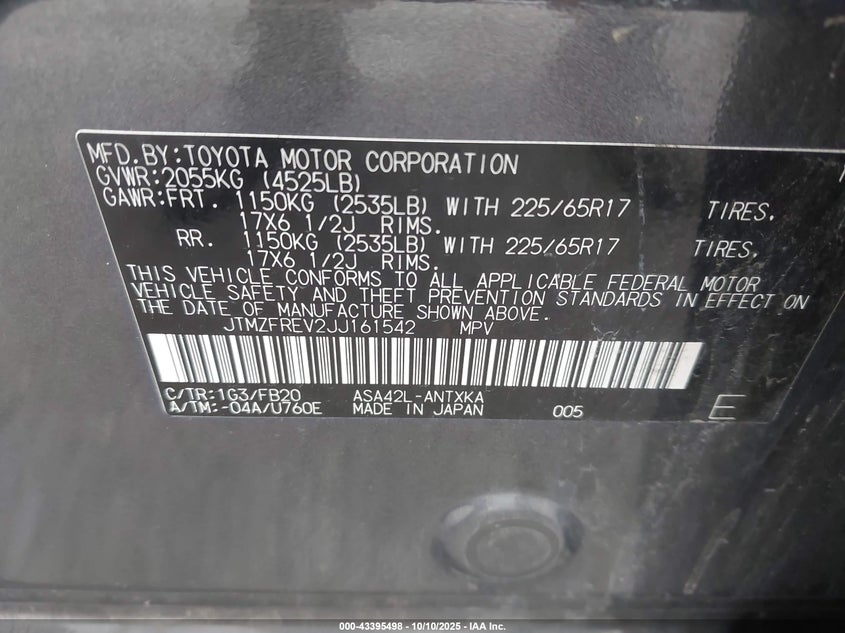 MFD.BY:TOYOTA MOTOR CORPORATION
GVWR:2055KG (4525LB)
GAWR:FRT. 1150KG (2535LB) WITH 225/65R17 TIRES.
17X6 1/2J RIMS.
RR. 1150KG (2535LB) WITH 225/65R17 TIRES.
17X6 1/2J RIMS.
THIS VEHICLE CONFORMS TO ALL APPLICABLE FEDERAL MOTOR
VEHICLE SAFETY AND THEFT PREVENTION STANDARDS IN EFFECT ON
THE DATE OF MANUFACTURE SHOWN ABOVE.
JTMZFREV2JJ161542 MPV
C/TR:1G3/FB20 ASA42L-ANTXKA
A/TM:-04A/U760E MADE IN JAPAN 005 E
000-43395498 - 10/10/2025 - IAA Inc.